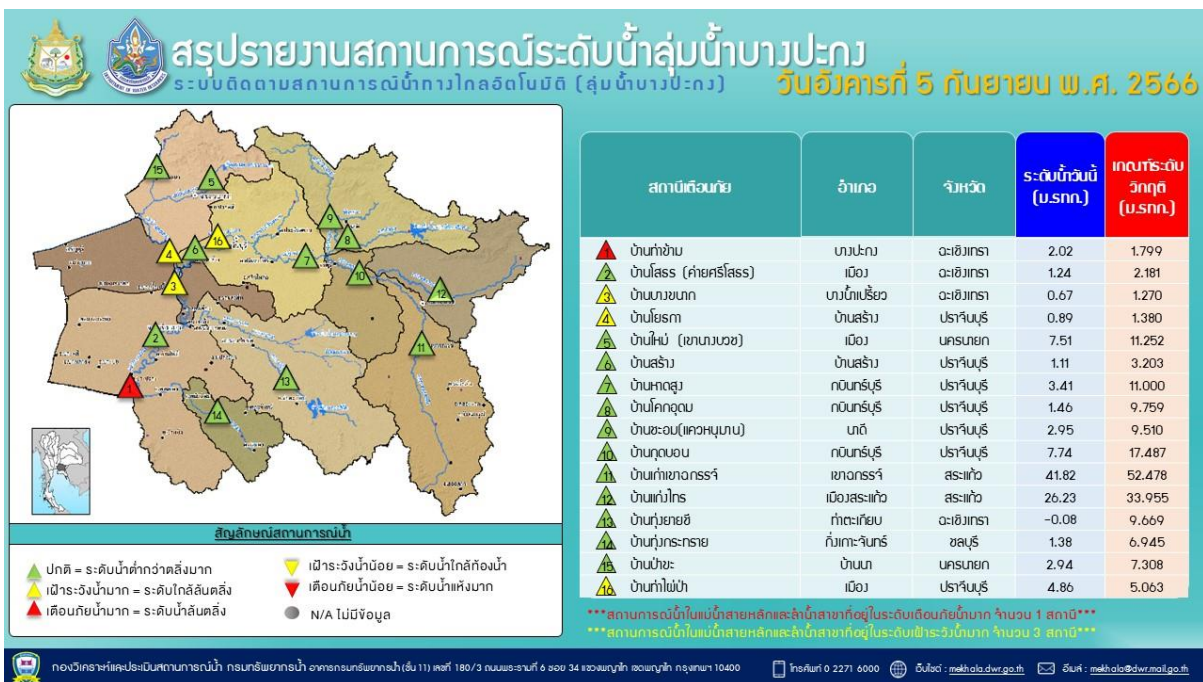 สรุปรายงานสถานการณ์ระดับน้ำลุ่มน้ำบางปะกง
ระบบติดตามสถานการณ์น้ำทางไกลอัตโนมัติ (ลุ่มน้ำบางปะกง)
วันอังคารที่ 5 กันยายน พ.ศ. 2566
สถานีเตือนภัย อำเภอ จังหวัด ระดับน้ำวันนี้ (ม.รทก.) เกณฑ์ระดับวิกฤติ (ม.รทก.)
1 บ้านท่าข้าม บางปะกง ฉะเชิงเทรา 2.02 1.799
2 บ้านโสธร (ค่ายศรีโสธร) เมือง ฉะเชิงเทรา 1.24 2.181
3 บ้านบางขนาก บางน้ำเปรี้ยว ฉะเชิงเทรา 0.67 1.270
4 บ้านโยธกา บ้านสร้าง ปราจีนบุรี 0.89 1.380
5 บ้านใหม่ (เขานางบวช) เมือง นครนายก 7.51 11.252
6 บ้านสร้าง บ้านสร้าง ปราจีนบุรี 1.11 3.203
7 บ้านหาดสูง กบินทร์บุรี ปราจีนบุรี 3.41 11.000
8 บ้านโคกอุดม กบินทร์บุรี ปราจีนบุรี 1.46 9.759
9 บ้านชะอม(แควหนุมาน) นาดี ปราจีนบุรี 2.95 9.510
10 บ้านกุดบอน กบินทร์บุรี ปราจีนบุรี 7.74 17.487
11 บ้านเก่าเขาฉกรรจ์ เขาฉกรรจ์ สระแก้ว 41.82 52.478
12 บ้านแก่งไทร เมืองสระแก้ว สระแก้ว 26.23 33.955
13 บ้านทุ่งยายชี ท่าตะเกียบ ฉะเชิงเทรา -0.08 9.669
14 บ้านทุ่งกระทราย กิ่งเกาะจันทร์ ชลบุรี 1.38 6.945
15 บ้านป่าขะ บ้านนา นครนายก 2.94 7.308
16 บ้านท่าไผ่ป่า เมือง ปราจีนบุรี 4.86 5.063
***สถานการณ์น้ำในแม่น้ำสายหลักและลำน้ำสาขาที่อยู่ในระดับเตือนภัยน้ำมาก จำนวน 1 สถานี***
***สถานการณ์น้ำในแม่น้ำสายหลักและลำน้ำสาขาที่อยู่ในระดับเฝ้าระวังน้ำมาก จำนวน 3 สถานี***
สัญลักษณ์สถานการณ์น้ำ
ปกติ = ระดับน้ำต่ำกว่าตลิ่งมาก
เฝ้าระวังน้ำมาก = ระดับใกล้ล้นตลิ่ง
เตือนภัยน้ำมาก = ระดับน้ำล้นตลิ่ง
เฝ้าระวังน้ำน้อย = ระดับน้ำใกล้ท้องน้ำ
เตือนภัยน้ำน้อย = ระดับน้ำแห้งมาก
N/A ไม่มีข้อมูล
กองวิเคราะห์และประเมินสถานการณ์น้ำ กรมทรัพยากรน้ำ อาคารกรมทรัพยากรน้ำ (ชั้น 11) เลขที่ 180/3 ถนนพระรามที่ 6 ซอย 34 แขวงพญาไท เขตพญาไท กรุงเทพฯ 10400 โทรศัพท์ 0 2271 6000 เว็บไซต์ : mekhala.dwr.go.th อีเมล์ : mekhala@dwr.mail.go.th